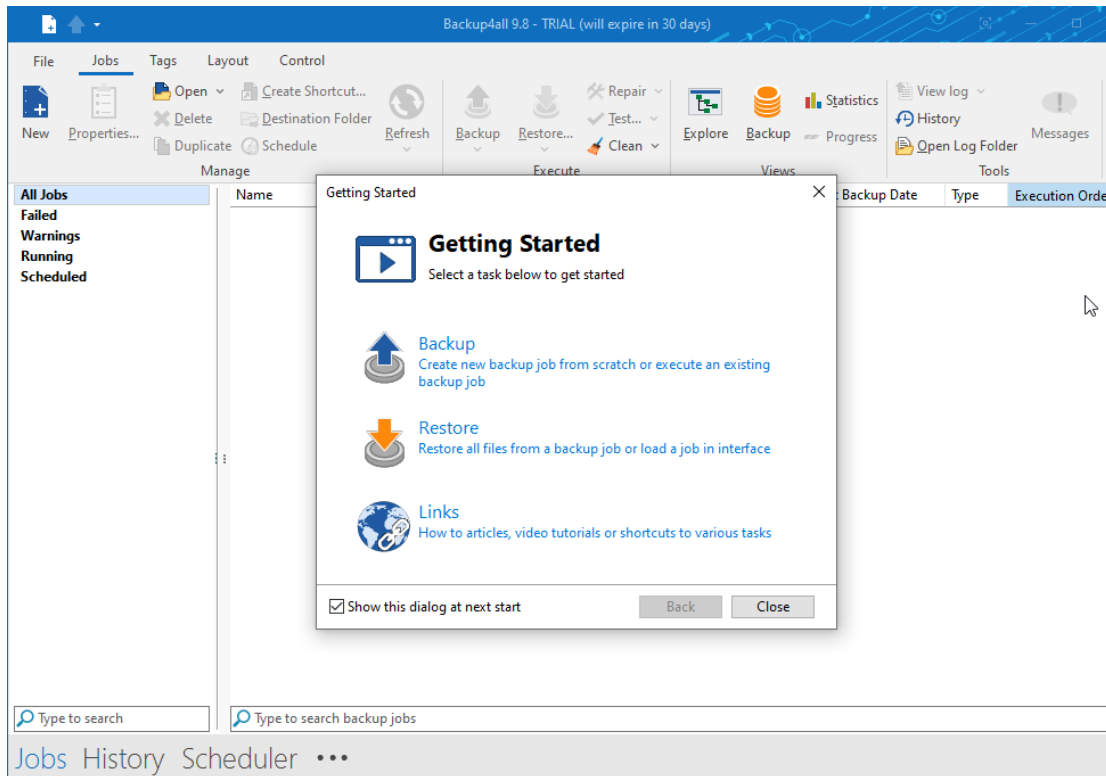 Backup4all 9.8 - TRIAL (will expire in 30 days)
File Jobs Tags Layout Control
New
Properties...
Open
Delete
Duplicate
Create Shortcut...
Destination Folder
Schedule
Refresh
Manage
Backup
Restore...
Repair
Test...
Clean
Execute
Explore
Backup
Statistics
Progress
Views
View log
History
Open Log Folder
Messages
Tools
All Jobs
Failed
Warnings
Running
Scheduled
Name
Backup Date
Type
Execution Orde
Getting Started
Getting Started
Select a task below to get started
Backup
Create new backup job from scratch or execute an existing
backup job
Restore
Restore all files from a backup job or load a job in interface
Links
How to articles, video tutorials or shortcuts to various tasks
Show this dialog at next start
Back
Close
Type to search
Type to search backup jobs
Jobs History Scheduler •••